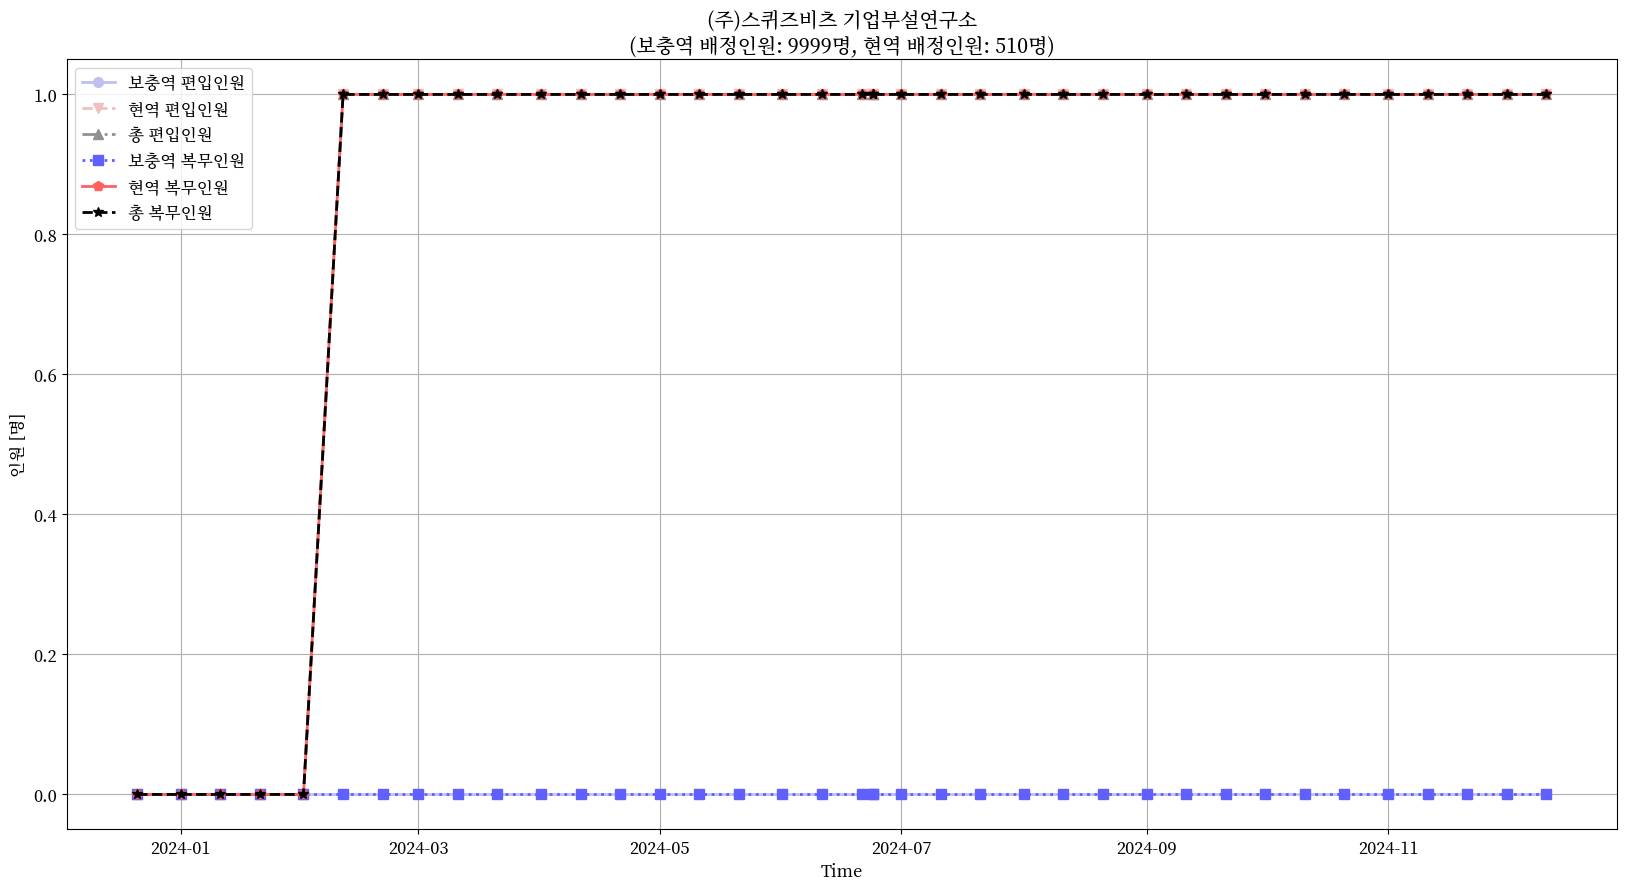 (주)스퀴즈비츠 기업부설연구소
(보충역 배정인원: 9999명, 현역 배정인원: 510명)
보충역 편입인원
현역 편입인원
총 편입인원
보충역 복무인원
현역 복무인원
총 복무인원
1.0
0.8
0.6
0.4
0.2
0.0
인원 [명]
2024-01
2024-03
2024-05
2024-07
2024-09
2024-11
Time